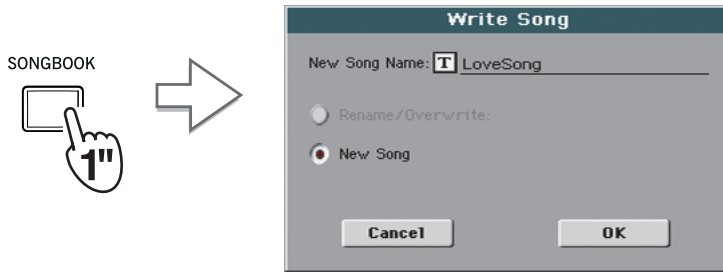 SONGBOOK
1"
Write Song
New Song Name: T LoveSong
Rename/Overwrite:
New Song
Cancel OK